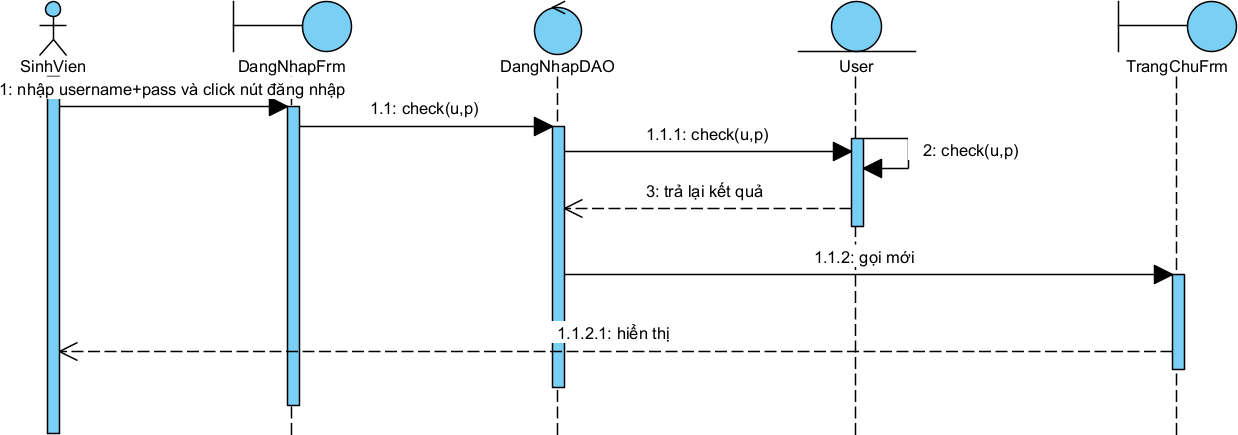 SinhVien
DangNhapFrm
DangNhapDAO
User
TrangChuFrm
1: nhập username+pass và click nút đăng nhập
1.1: check(u,p)
1.1.1: check(u,p)
2: check(u,p)
3: trả lại kết quả
1.1.2: gọi mới
1.1.2.1: hiển thị